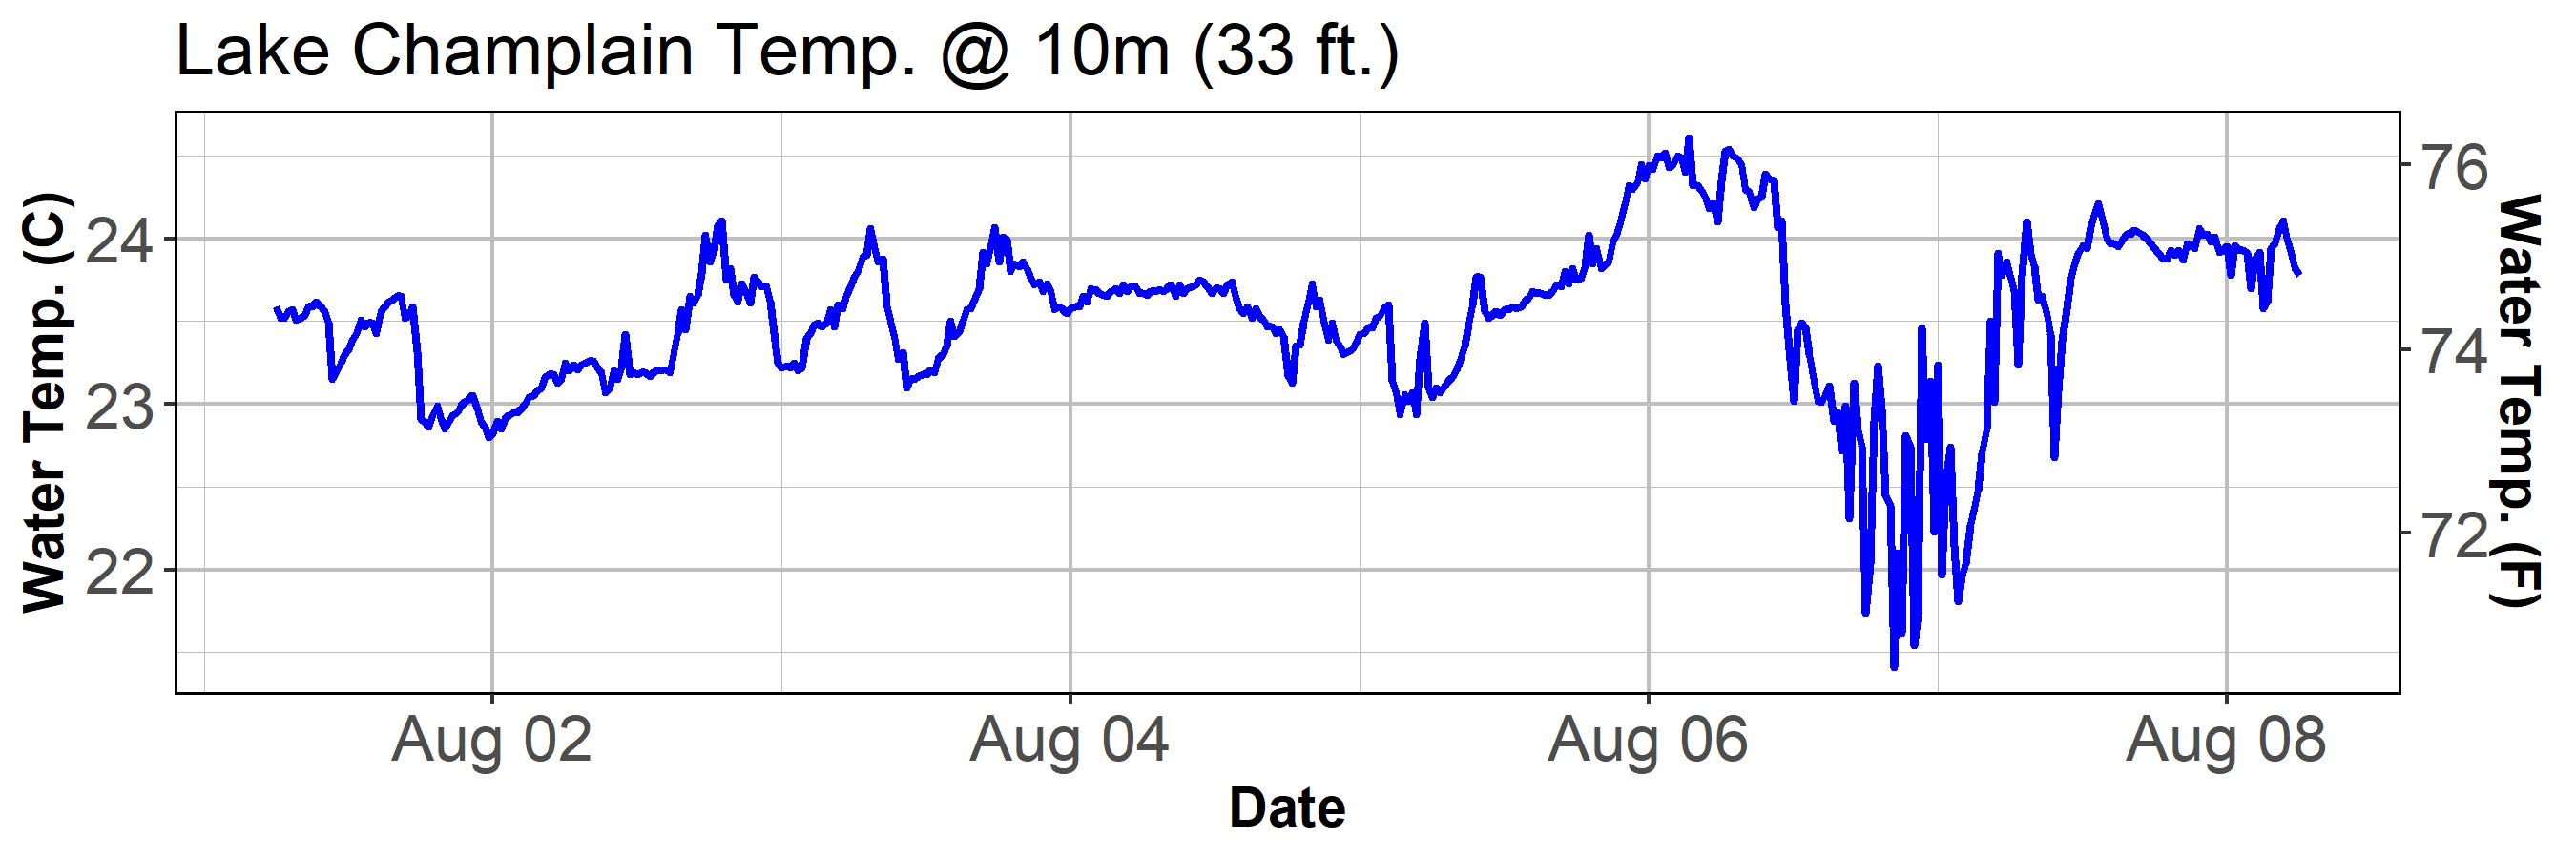 Lake Champlain Temp. @ 10m (33 ft.)
Water Temp. (C)
24
23
22
76
74
72
Water Temp. (F)
Aug 02
Aug 04
Aug 06
Aug 08
Date